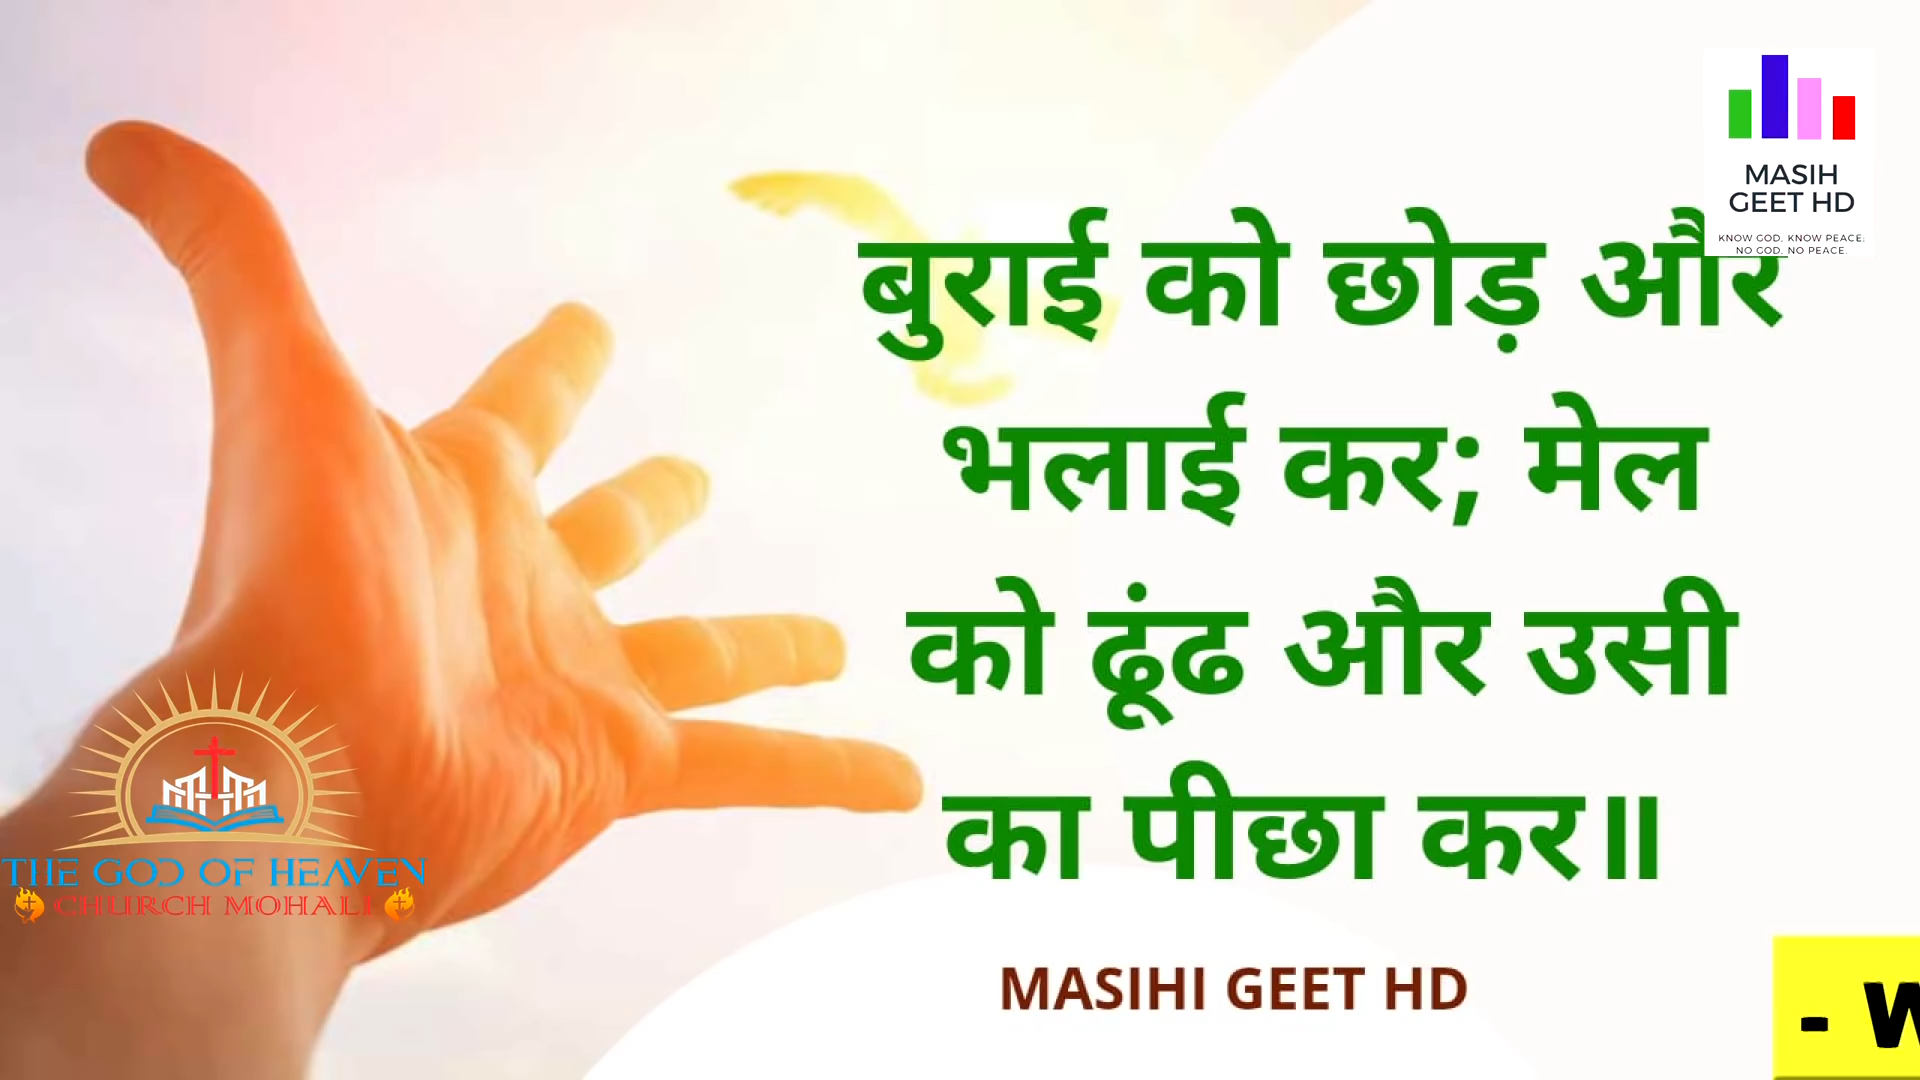 MASIH
GEET HD
KNOW GOD, KNOW PEACE;
NO GOD, NO PEACE.
बुराई को छोड़ और
भलाई कर; मेल
को ढूंढ और उसी
का पीछा कर॥
THE GOD OF HEAVEN
CHURCH MOHALI
MASIHI GEET HD
-